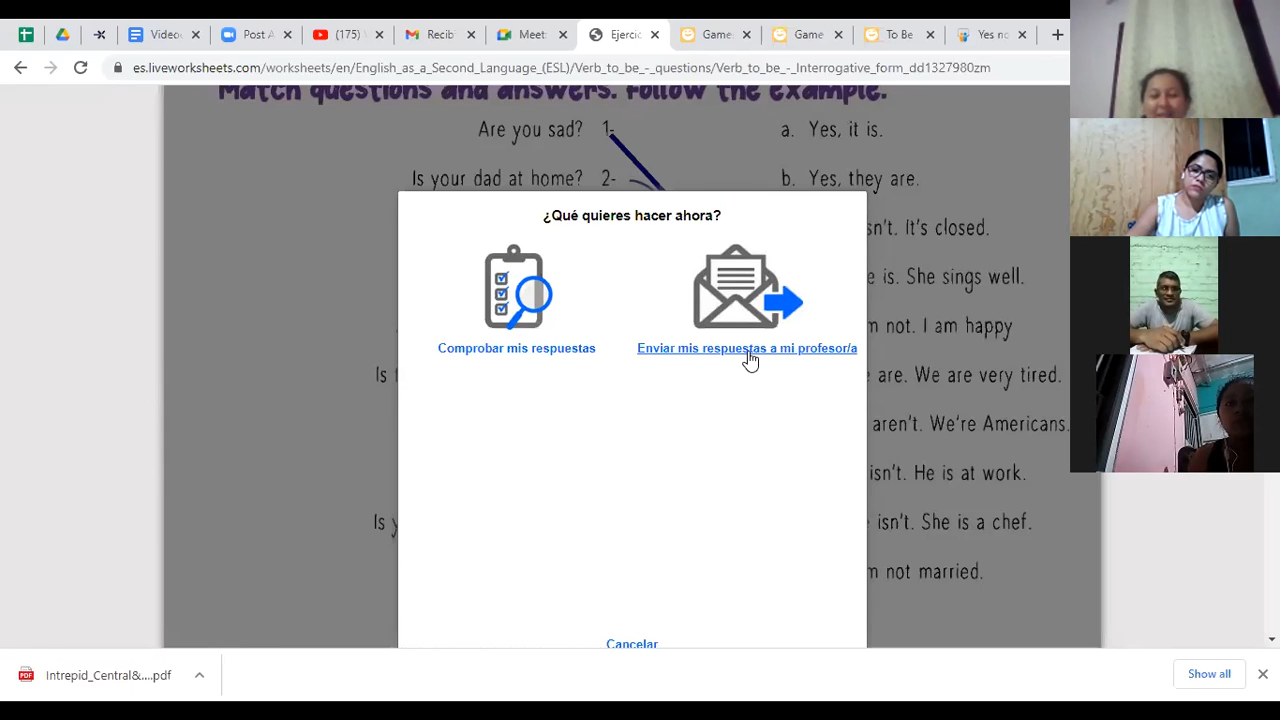 Video
Post A
(175)
Recib
Meet
Ejercic
Game
Game
To Be
Yes no
es.liveworksheets.com/worksheets/en/English_as_a_Second_Language_(ESL)/Verb_to_be_-_questions/Verb_to_be_-_Interrogative_form_dd1327980zm
Match questions and answers. Follow the example.
Are you sad? 1-
a. Yes, it is.
Is your dad at home? 2-
b. Yes, they are.
sn't. It's closed.
e is. She sings well.
m not. I am happy
Is
are. We are very tired.
aren't. We're Americans.
isn't. He is at work.
Is y
isn't. She is a chef.
m not married.
¿Qué quieres hacer ahora?
Comprobar mis respuestas
Enviar mis respuestas a mi profesor/a
Cancelar
PDF
Intrepid_Central&....pdf
Show all